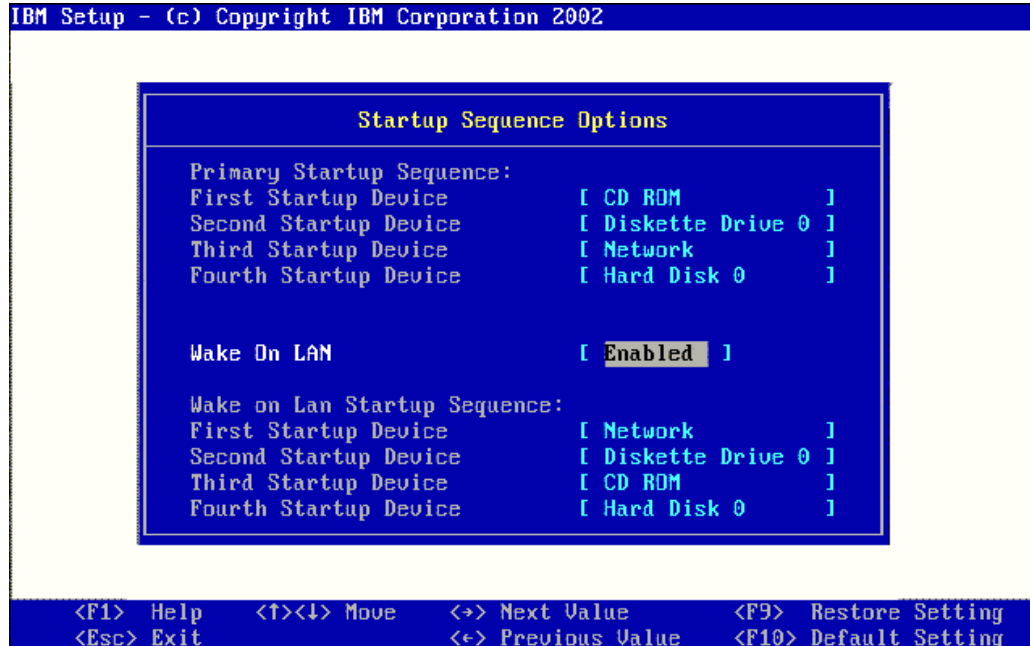 IBM Setup - (c) Copyright IBM Corporation 2002
Startup Sequence Options
Primary Startup Sequence:
First Startup Device [ CD ROM ]
Second Startup Device [ Diskette Drive 0 ]
Third Startup Device [ Network ]
Fourth Startup Device [ Hard Disk 0 ]
Wake On LAN [ Enabled ]
Wake on Lan Startup Sequence:
First Startup Device [ Network ]
Second Startup Device [ Diskette Drive 0 ]
Third Startup Device [ CD ROM ]
Fourth Startup Device [ Hard Disk 0 ]
<F1> Help <↑><↓> Move <→> Next Value <F9> Restore Setting
<Esc> Exit <←> Previous Value <F10> Default Setting